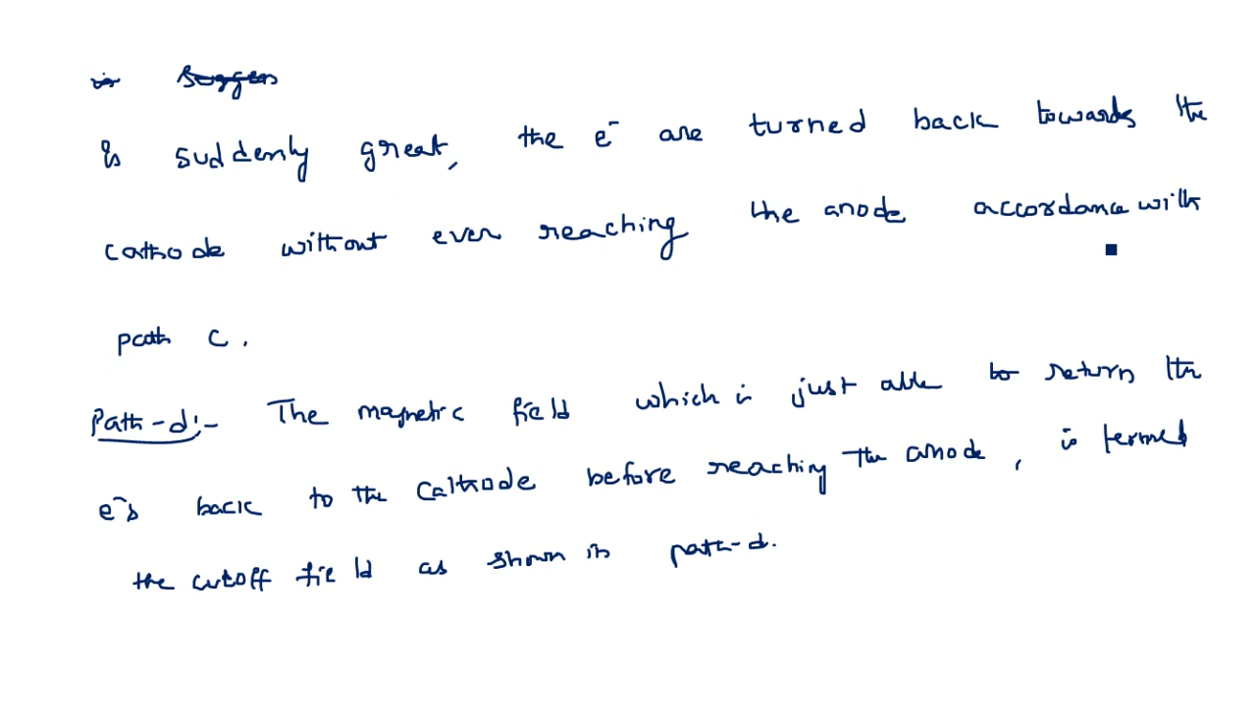 is suddenly great, the e⁻ are turned back towards the
cathode without ever reaching the anode accordance with
path c.
Path-d:- The magnetic field which is just able to return the
e⁻s back to the cathode before reaching the anode, is termed
the cutoff field as shown in path-d.